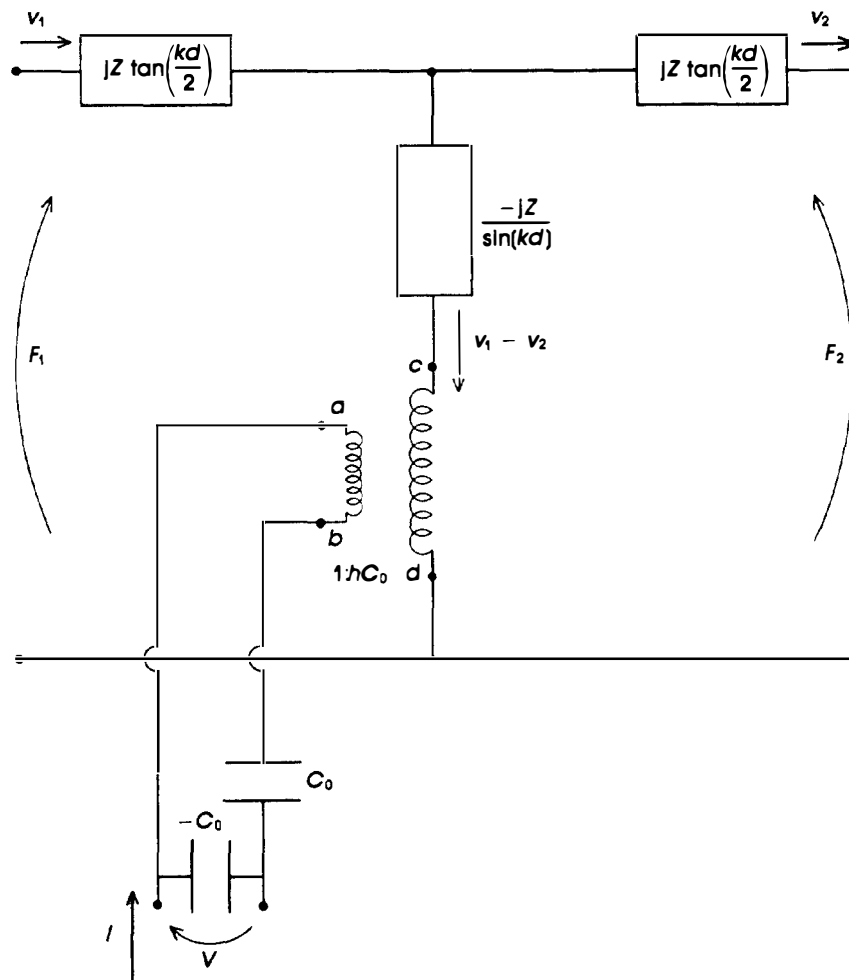 v₁
v₂
jZ tan(kd/2)
jZ tan(kd/2)
−jZ/sin(kd)
v₁ − v₂
F₁
F₂
c
a
b
1:hC₀ d
C₀
−C₀
I
V